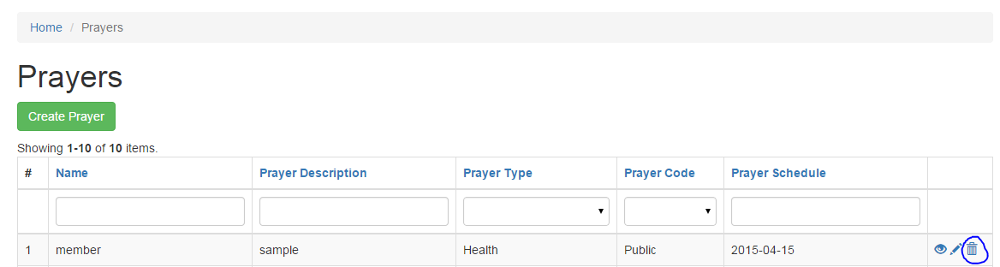 Home / Prayers
Prayers
Create Prayer
Showing 1-10 of 10 items.
# Name Prayer Description Prayer Type Prayer Code Prayer Schedule
1 member sample Health Public 2015-04-15